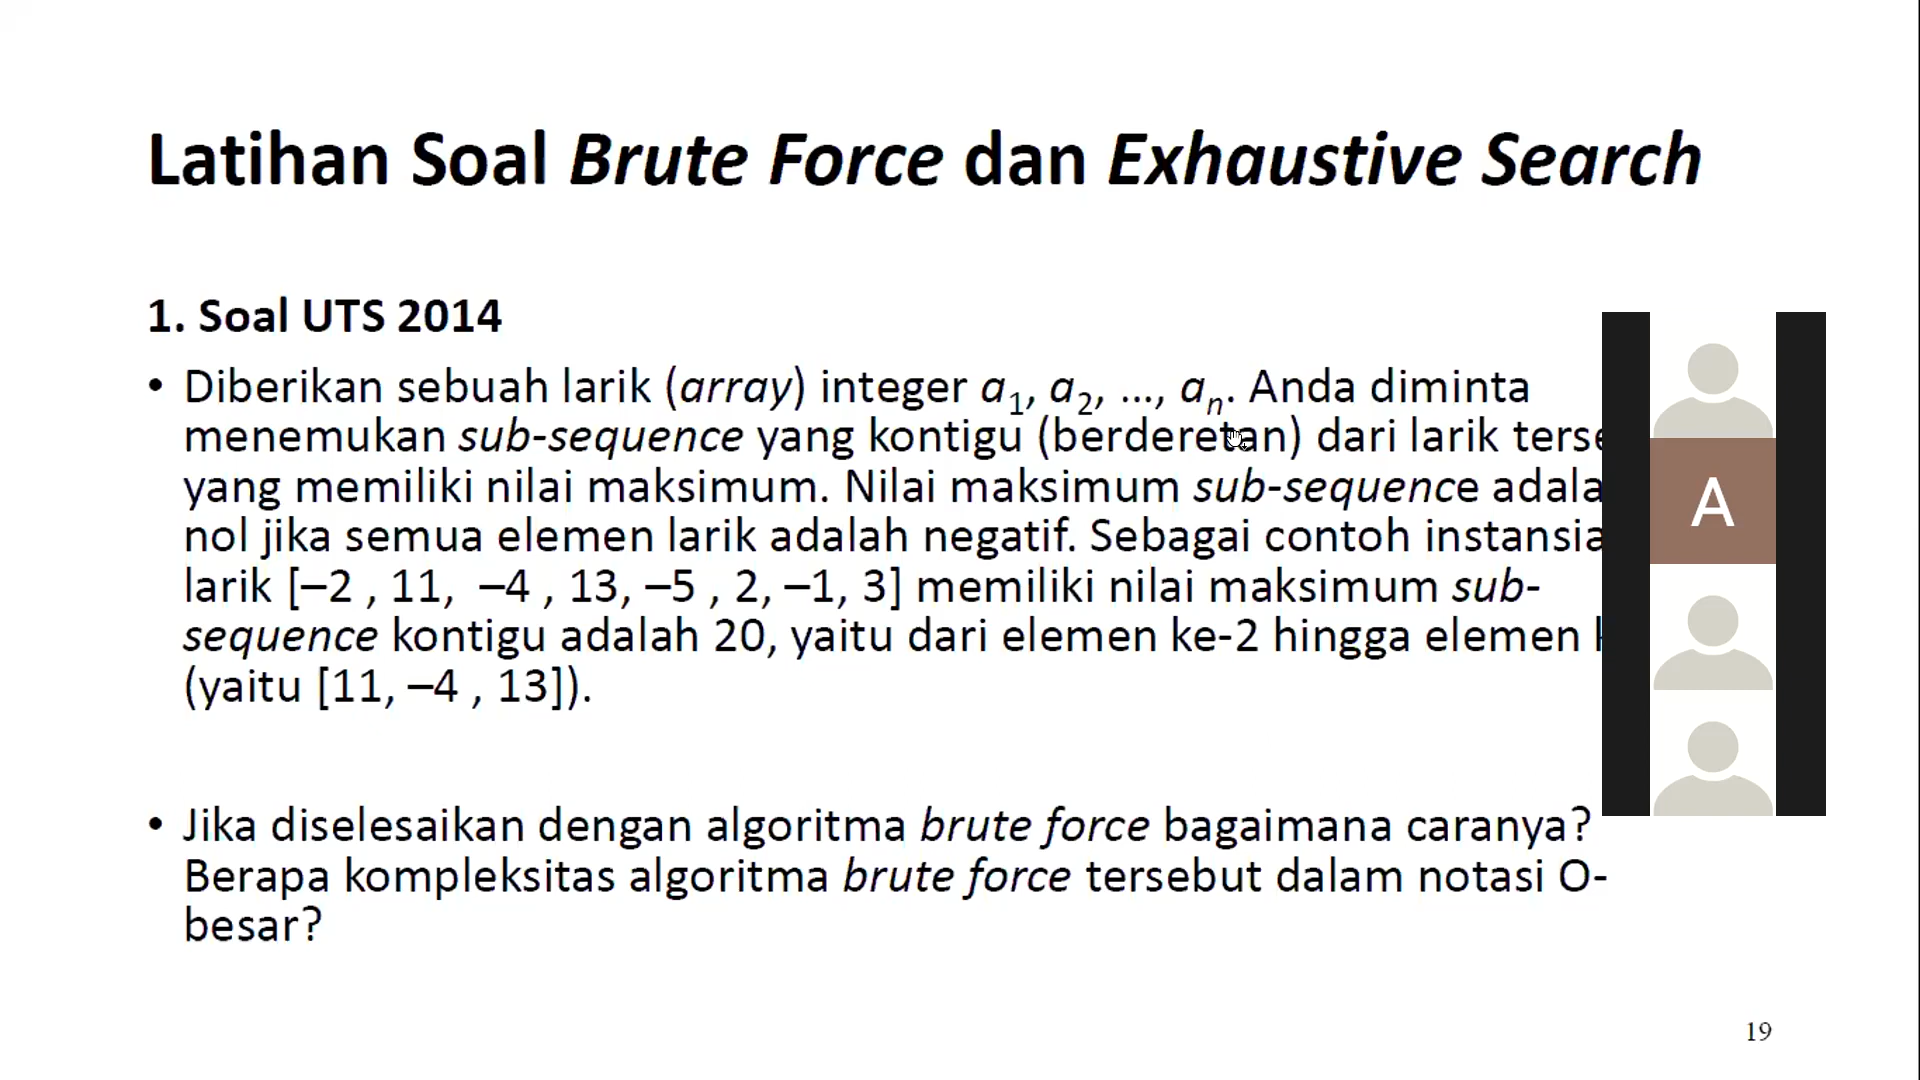 Latihan Soal Brute Force dan Exhaustive Search
1. Soal UTS 2014
• Diberikan sebuah larik (array) integer a1, a2, …, an. Anda diminta
menemukan sub-sequence yang kontigu (berderetan) dari larik
yang memiliki nilai maksimum. Nilai maksimum sub-sequence
nol jika semua elemen larik adalah negatif. Sebagai contoh
larik [–2 , 11, –4 , 13, –5 , 2, –1, 3] memiliki nilai maksimum sub-
sequence kontigu adalah 20, yaitu dari elemen ke-2 hingga elemen
(yaitu [11, –4 , 13]).
• Jika diselesaikan dengan algoritma brute force bagaimana caranya?
Berapa kompleksitas algoritma brute force tersebut dalam notasi O-
besar?
A
19